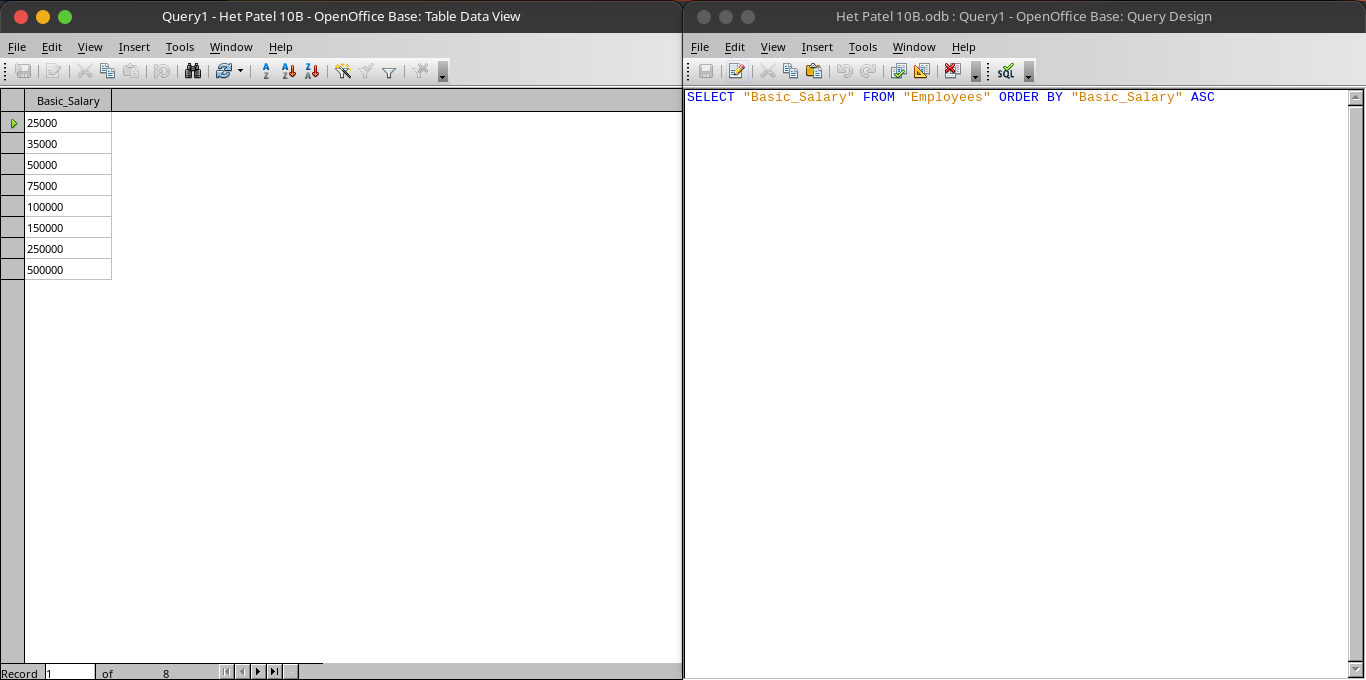 Query1 - Het Patel 10B - OpenOffice Base: Table Data View
File Edit View Insert Tools Window Help
Basic_Salary
25000
35000
50000
75000
100000
150000
250000
500000
Record 1 of 8
Het Patel 10B.odb : Query1 - OpenOffice Base: Query Design
File Edit View Insert Tools Window Help
SQL
SELECT "Basic_Salary" FROM "Employees" ORDER BY "Basic_Salary" ASC